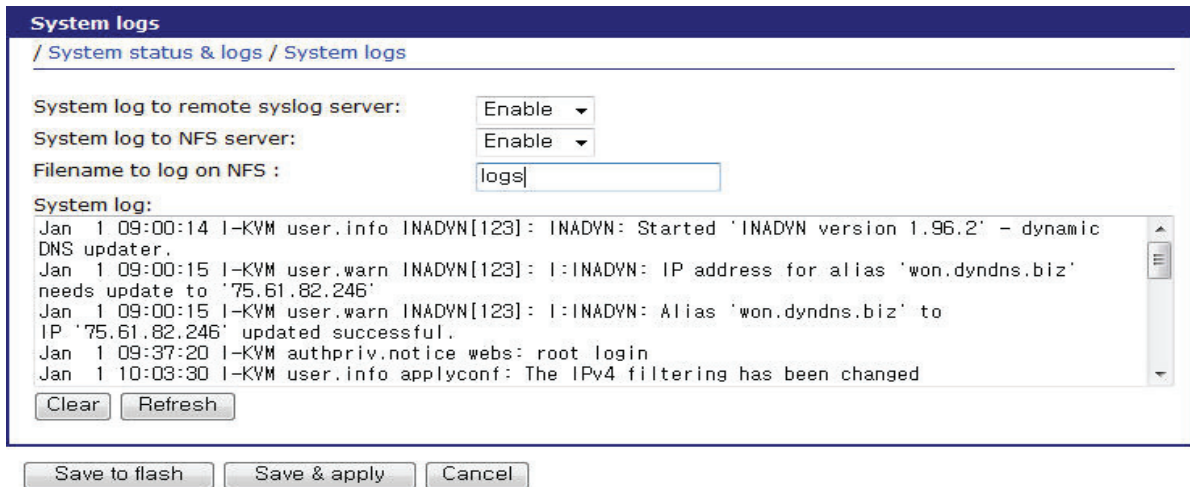 System logs
/ System status & logs / System logs
System log to remote syslog server: Enable
System log to NFS server: Enable
Filename to log on NFS : logs
System log:
Jan 1 09:00:14 I-KVM user.info INADYN[123]: INADYN: Started 'INADYN version 1.96.2' - dynamic
DNS updater.
Jan 1 09:00:15 I-KVM user.warn INADYN[123]: I:INADYN: IP address for alias 'won.dyndns.biz'
needs update to '75.61.82.246'
Jan 1 09:00:15 I-KVM user.warn INADYN[123]: I:INADYN: Alias 'won.dyndns.biz' to
IP '75.61.82.246' updated successful.
Jan 1 09:37:20 I-KVM authpriv.notice webs: root login
Jan 1 10:03:30 I-KVM user.info applyconf: The IPv4 filtering has been changed
Clear Refresh
Save to flash Save & apply Cancel